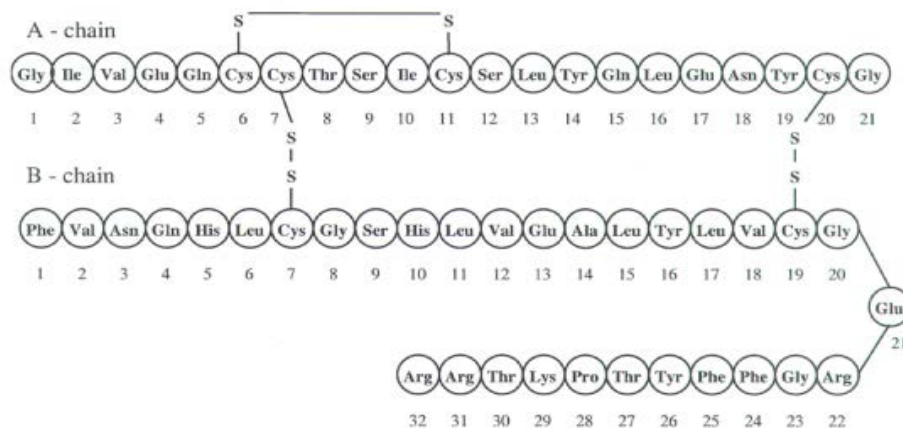 S S
A - chain
Gly Ile Val Glu Gln Cys Cys Thr Ser Ile Cys Ser Leu Tyr Gln Leu Glu Asn Tyr Cys Gly
1 2 3 4 5 6 7 8 9 10 11 12 13 14 15 16 17 18 19 20 21
S S
B - chain
S S
Phe Val Asn Gln His Leu Cys Gly Ser His Leu Val Glu Ala Leu Tyr Leu Val Cys Gly
1 2 3 4 5 6 7 8 9 10 11 12 13 14 15 16 17 18 19 20
Glu
21
Arg Arg Thr Lys Pro Thr Tyr Phe Phe Gly Arg
32 31 30 29 28 27 26 25 24 23 22